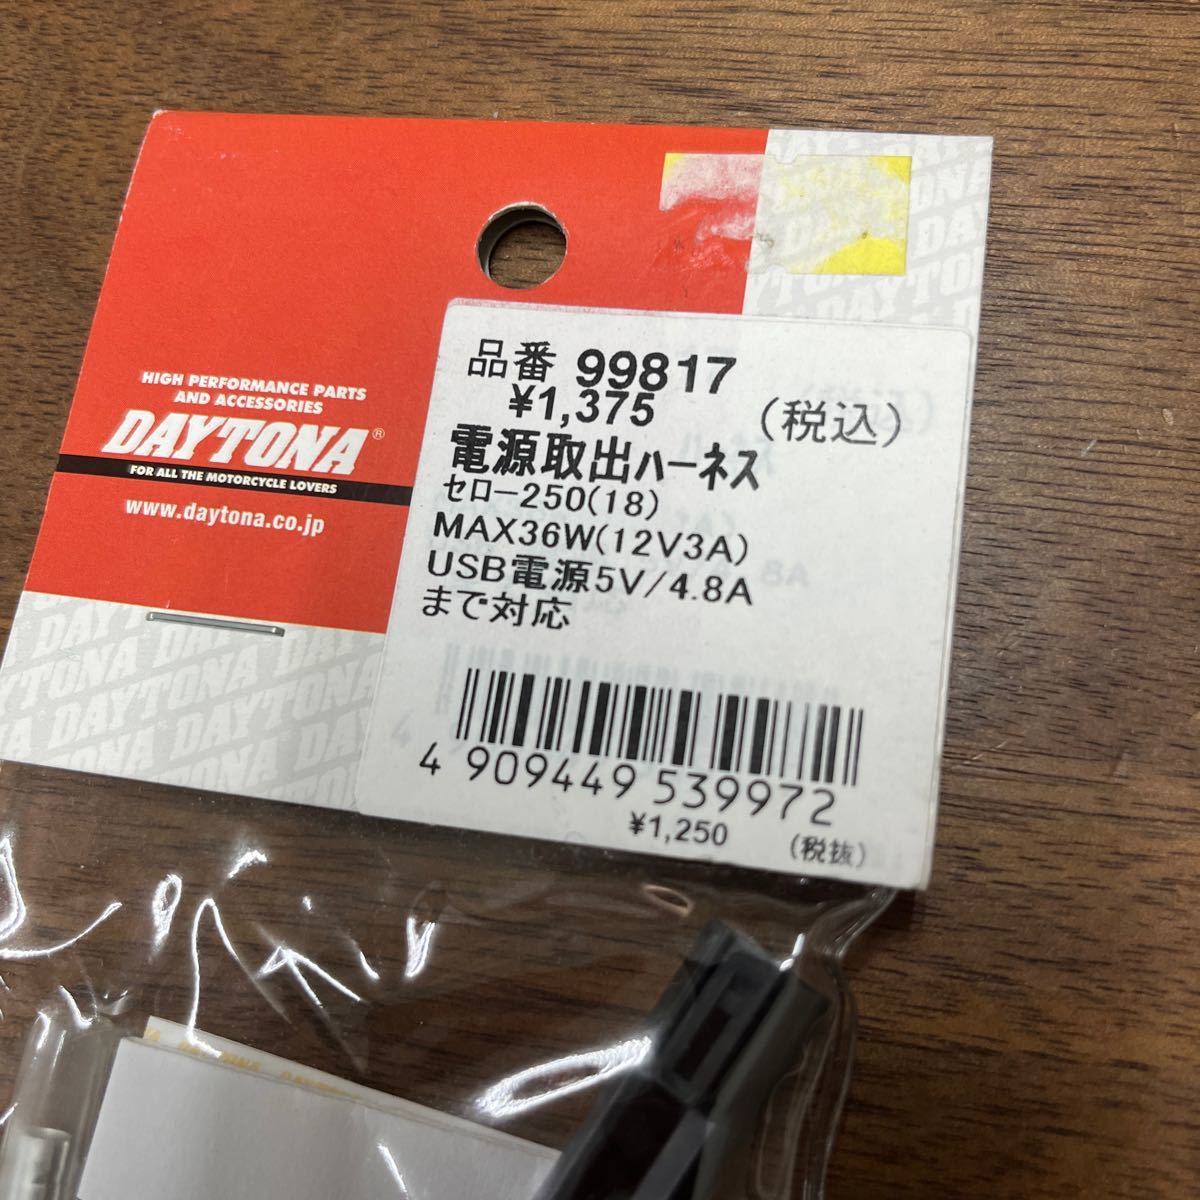 HIGH PERFORMANCE PARTS
AND ACCESSORIES
DAYTONA®
FOR ALL THE MOTORCYCLE LOVERS
www.daytona.co.jp
品番 99817
¥1,375 (税込)
電源取出ハーネス
セロー250(18)
MAX36W(12V3A)
USB電源5V/4.8A
まで対応
4 909449 539972
¥1,250 (税抜)
DAYTONA DAYTONA DAYTONA